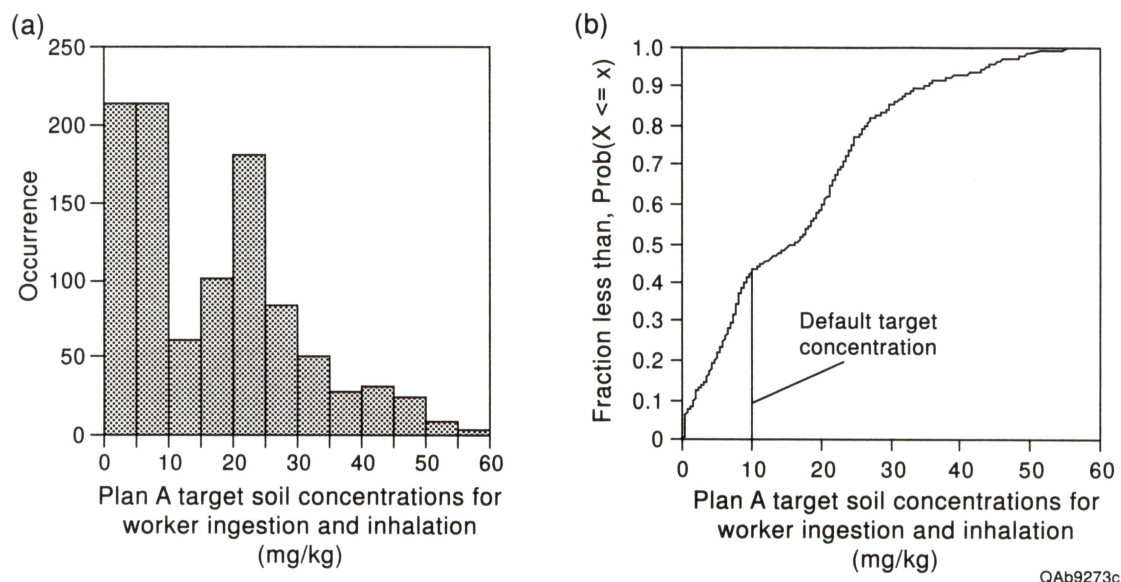 (a)
250
200
150
100
50
0
Occurrence
0 10 20 30 40 50 60
Plan A target soil concentrations for
worker ingestion and inhalation
(mg/kg)
(b)
1.0
0.9
0.8
0.7
0.6
0.5
0.4
0.3
0.2
0.1
0
Fraction less than, Prob(X <= x)
Default target
concentration
0 10 20 30 40 50 60
Plan A target soil concentrations for
worker ingestion and inhalation
(mg/kg)
QAb9273c